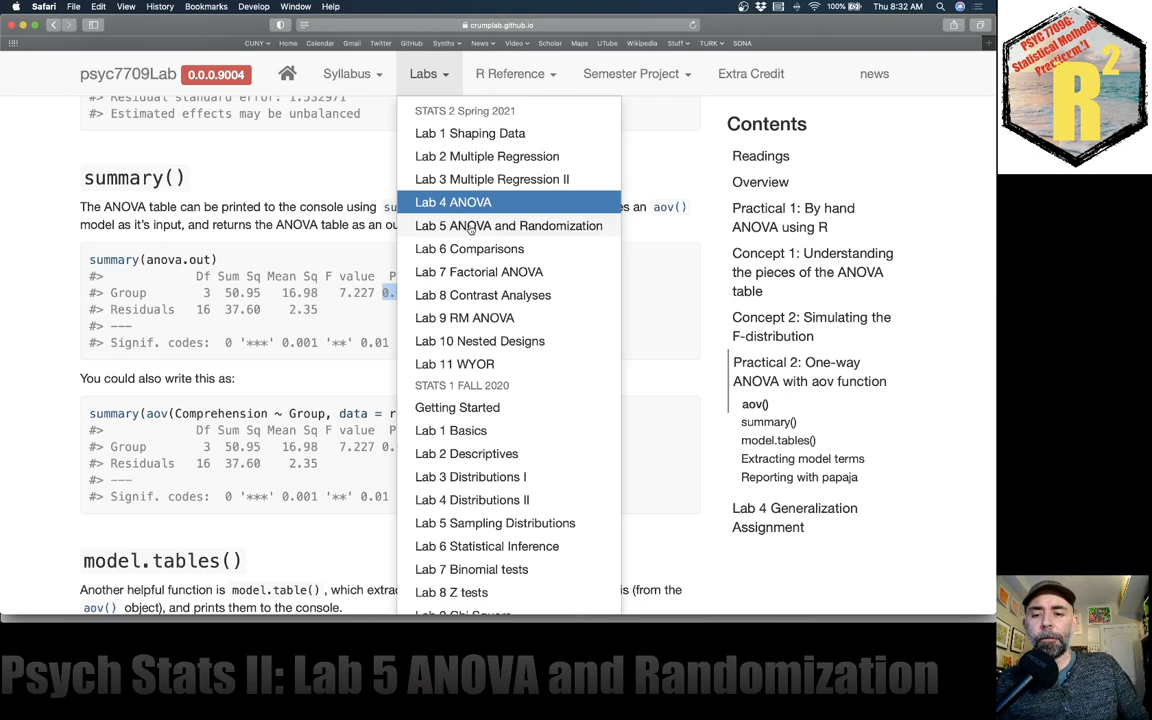 Safari File Edit View History Bookmarks Develop Window Help
100% Thu 8:32 AM
crumplab.github.io
CUNY Home Calendar Gmail Twitter GitHub Synths News Video Scholar Maps UTube Wikipedia Stuff TURK SONA
psyc7709Lab 0.0.0.9004 Syllabus Labs R Reference Semester Project Extra Credit news
#> Residual standard error: 1.532971
#> Estimated effects may be unbalanced
summary()
The ANOVA table can be printed to the console using su es an aov()
model as it's input, and returns the ANOVA table as an ou
summary(anova.out)
#> Df Sum Sq Mean Sq F value P
#> Group 3 50.95 16.98 7.227 0.
#> Residuals 16 37.60 2.35
#> ---
#> Signif. codes: 0 '***' 0.001 '**' 0.01
You could also write this as:
summary(aov(Comprehension ~ Group, data = r
#> Df Sum Sq Mean Sq F value P
#> Group 3 50.95 16.98 7.227 0.
#> Residuals 16 37.60 2.35
#> ---
#> Signif. codes: 0 '***' 0.001 '**' 0.01
model.tables()
Another helpful function is model.table(), which extrac is (from the
aov() object), and prints them to the console.
STATS 2 Spring 2021
Lab 1 Shaping Data
Lab 2 Multiple Regression
Lab 3 Multiple Regression II
Lab 4 ANOVA
Lab 5 ANOVA and Randomization
Lab 6 Comparisons
Lab 7 Factorial ANOVA
Lab 8 Contrast Analyses
Lab 9 RM ANOVA
Lab 10 Nested Designs
Lab 11 WYOR
STATS 1 FALL 2020
Getting Started
Lab 1 Basics
Lab 2 Descriptives
Lab 3 Distributions I
Lab 4 Distributions II
Lab 5 Sampling Distributions
Lab 6 Statistical Inference
Lab 7 Binomial tests
Lab 8 Z tests
Lab 9 Chi Square
Contents
Readings
Overview
Practical 1: By hand
ANOVA using R
Concept 1: Understanding
the pieces of the ANOVA
table
Concept 2: Simulating the
F-distribution
Practical 2: One-way
ANOVA with aov function
aov()
summary()
model.tables()
Extracting model terms
Reporting with papaja
Lab 4 Generalization
Assignment
PSYC 7709G:
Statistical Methods
Practicum I
R2
Psych Stats II: Lab 5 ANOVA and Randomization